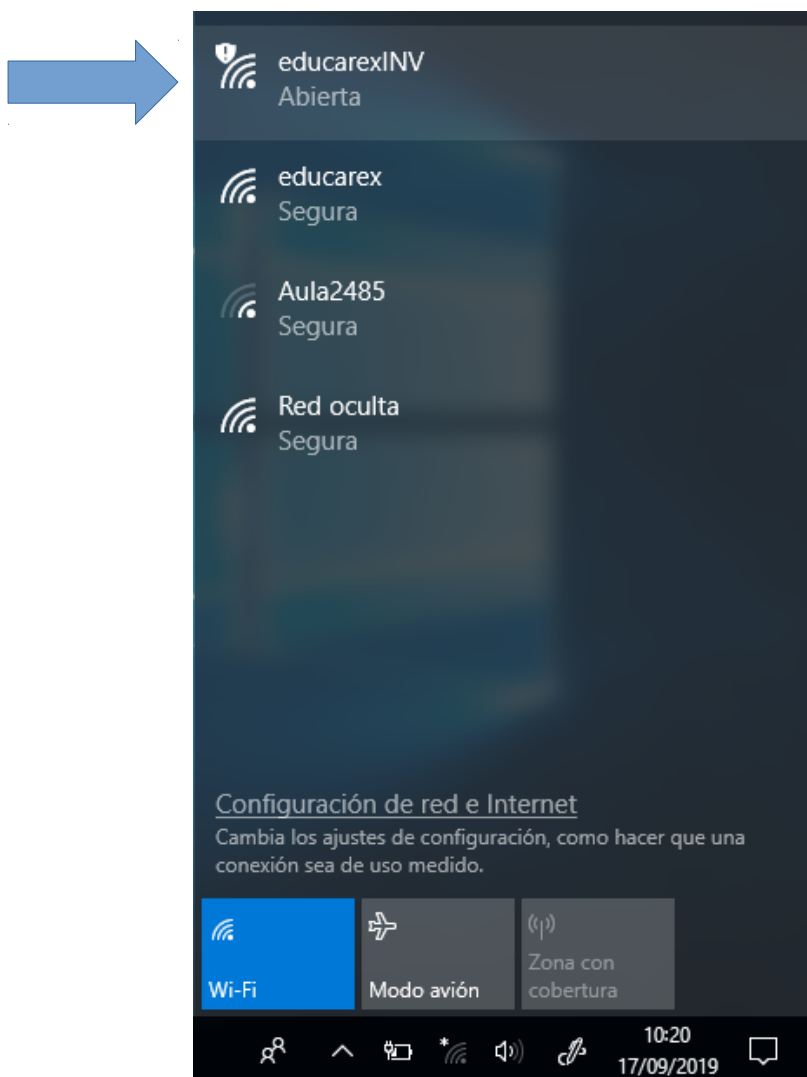 educarexINV
Abierta
educarex
Segura
Aula2485
Segura
Red oculta
Segura
Configuración de red e Internet
Cambia los ajustes de configuración, como hacer que una
conexión sea de uso medido.
Wi-Fi
Modo avión
Zona con
cobertura
10:20
17/09/2019